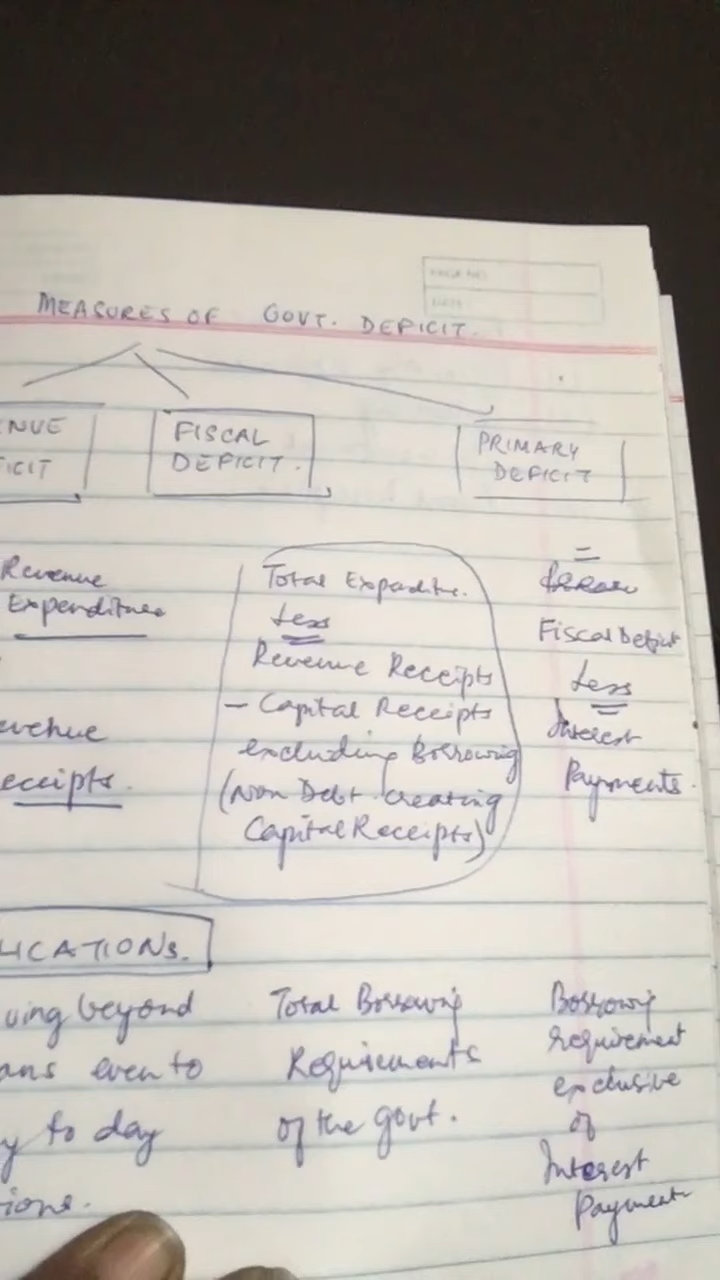 MEASURES OF GOVT. DEFICIT.
NUE
ICIT
FISCAL
DEFICIT.
PRIMARY
DEFICIT
Revenue
Expenditure
venue
eceipts.
Total Expenditure.
Less
Revenue Receipts
- Capital Receipts
excluding Borrowing
(Non Debt creating
Capital Receipts)
=
Fiscal Deficit
Less
Interest
Payments.
LICATIONS.
ving beyond
ans even to
y to day
ions.
Total Borrowing
Requirements
of the govt.
Borrowing
requirement
exclusive
of
Interest
Payment